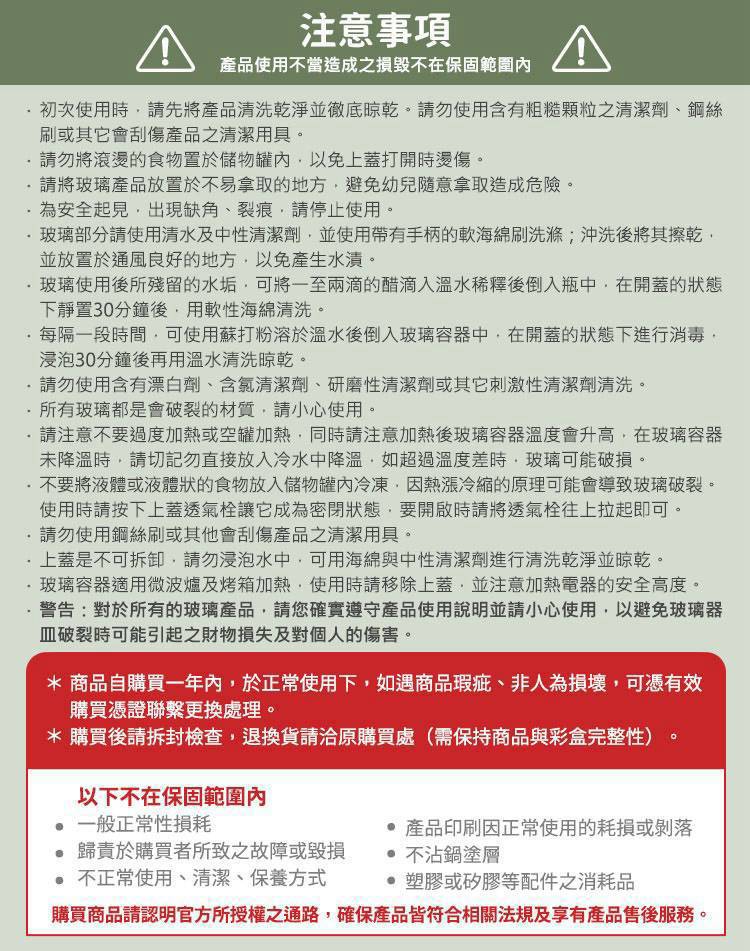 注意事項
產品使用不當造成之損毀不在保固範圍內
· 初次使用時，請先將產品清洗乾淨並徹底晾乾。請勿使用含有粗糙顆粒之清潔劑、鋼絲
刷或其它會刮傷產品之清潔用具。
· 請勿將滾燙的食物置於儲物罐內，以免上蓋打開時燙傷。
· 請將玻璃產品放置於不易拿取的地方，避免幼兒隨意拿取造成危險。
· 為安全起見，出現缺角、裂痕，請停止使用。
· 玻璃部分請使用清水及中性清潔劑，並使用帶有手柄的軟海綿刷洗滌；沖洗後將其擦乾，
並放置於通風良好的地方，以免產生水漬。
· 玻璃使用後所殘留的水垢，可將一至兩滴的醋滴入溫水稀釋後倒入瓶中，在開蓋的狀態
下靜置30分鐘後，用軟性海綿清洗。
· 每隔一段時間，可使用蘇打粉溶於溫水後倒入玻璃容器中，在開蓋的狀態下進行消毒，
浸泡30分鐘後再用溫水清洗晾乾。
· 請勿使用含有漂白劑、含氯清潔劑、研磨性清潔劑或其它刺激性清潔劑清洗。
· 所有玻璃都是會破裂的材質，請小心使用。
· 請注意不要過度加熱或空罐加熱，同時請注意加熱後玻璃容器溫度會升高，在玻璃容器
未降溫時，請切記勿直接放入冷水中降溫，如超過溫度差時，玻璃可能破損。
· 不要將液體或液體狀的食物放入儲物罐內冷凍，因熱漲冷縮的原理可能會導致玻璃破裂。
使用時請按下上蓋透氣栓讓它成為密閉狀態，要開啟時請將透氣栓往上拉起即可。
· 請勿使用鋼絲刷或其他會刮傷產品之清潔用具。
· 上蓋是不可拆卸，請勿浸泡水中，可用海綿與中性清潔劑進行清洗乾淨並晾乾。
· 玻璃容器適用微波爐及烤箱加熱，使用時請移除上蓋，並注意加熱電器的安全高度。
· 警告：對於所有的玻璃產品，請您確實遵守產品使用說明並請小心使用，以避免玻璃器
皿破裂時可能引起之財物損失及對個人的傷害。
＊ 商品自購買一年內，於正常使用下，如遇商品瑕疵、非人為損壞，可憑有效
購買憑證聯繫更換處理。
＊ 購買後請拆封檢查，退換貨請洽原購買處（需保持商品與彩盒完整性）。
以下不在保固範圍內
● 一般正常性損耗
● 歸責於購買者所致之故障或毀損
● 不正常使用、清潔、保養方式
● 產品印刷因正常使用的耗損或剝落
● 不沾鍋塗層
● 塑膠或矽膠等配件之消耗品
購買商品請認明官方所授權之通路，確保產品皆符合相關法規及享有產品售後服務。